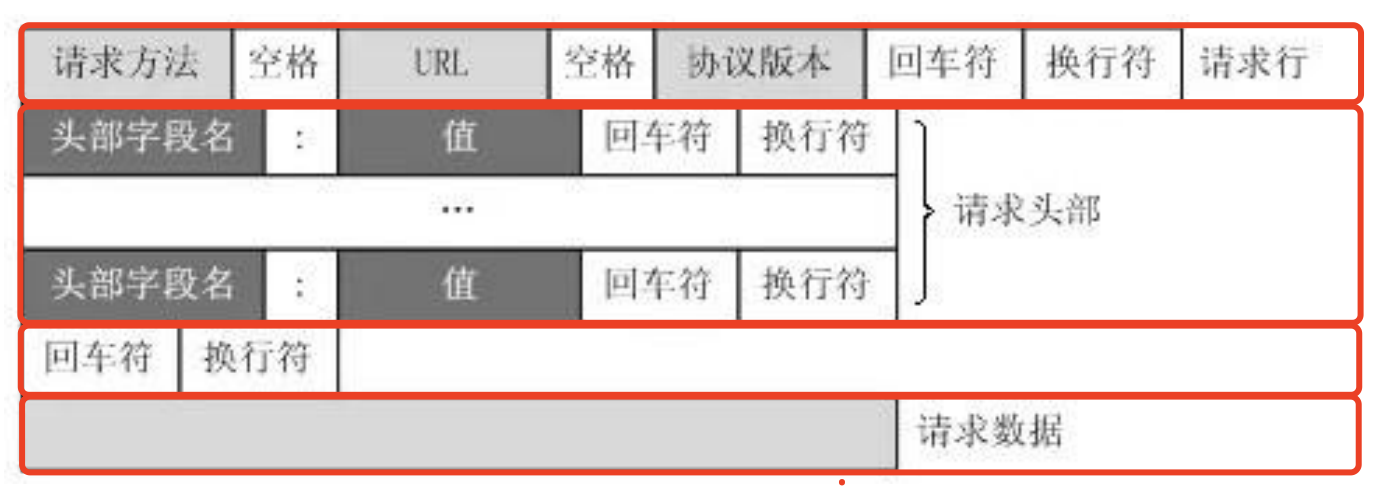 请求方法 空格 URL 空格 协议版本 回车符 换行符 请求行
头部字段名 : 值 回车符 换行符
...
请求头部
头部字段名 : 值 回车符 换行符
回车符 换行符
请求数据